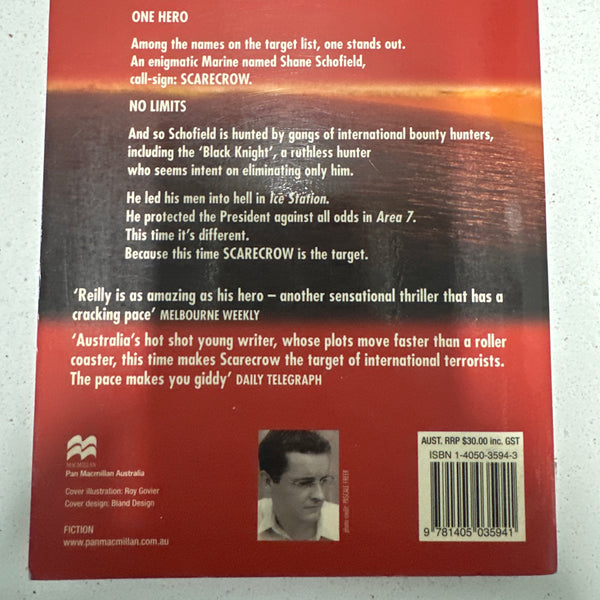 ONE HERO
Among the names on the target list, one stands out.
An enigmatic Marine named Shane Schofield,
call-sign: SCARECROW.
NO LIMITS
And so Schofield is hunted by gangs of international bounty hunters,
including the ‘Black Knight’, a ruthless hunter
who seems intent on eliminating only him.
He led his men into hell in Ice Station.
He protected the President against all odds in Area 7.
This time it's different.
Because this time SCARECROW is the target.
‘Reilly is as amazing as his hero – another sensational thriller that has a
cracking pace’ MELBOURNE WEEKLY
‘Australia's hot shot young writer, whose plots move faster than a roller
coaster, this time makes Scarecrow the target of international terrorists.
The pace makes you giddy’ DAILY TELEGRAPH
MACMILLAN
Pan Macmillan Australia
Cover illustration: Roy Govier
Cover design: Bland Design
FICTION
www.panmacmillan.com.au
photo credit: PASCALE FREER
AUST. RRP $30.00 inc. GST
ISBN 1-4050-3594-3
9 781405 035941